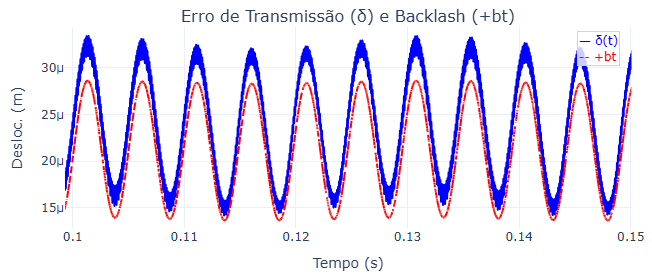 Erro de Transmissão (δ) e Backlash (+bt)
δ(t)
+bt
Desloc. (m)
30μ
25μ
20μ
15μ
0.1
0.11
0.12
0.13
0.14
0.15
Tempo (s)